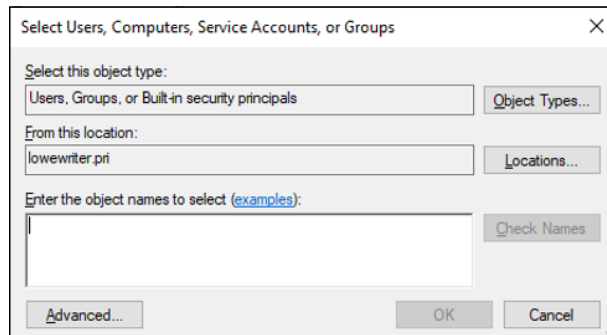 Select Users, Computers, Service Accounts, or Groups
Select this object type:
Users, Groups, or Built-in security principals
Object Types...
From this location:
lowewriter.pri
Locations...
Enter the object names to select (examples):
Check Names
Advanced...
OK
Cancel